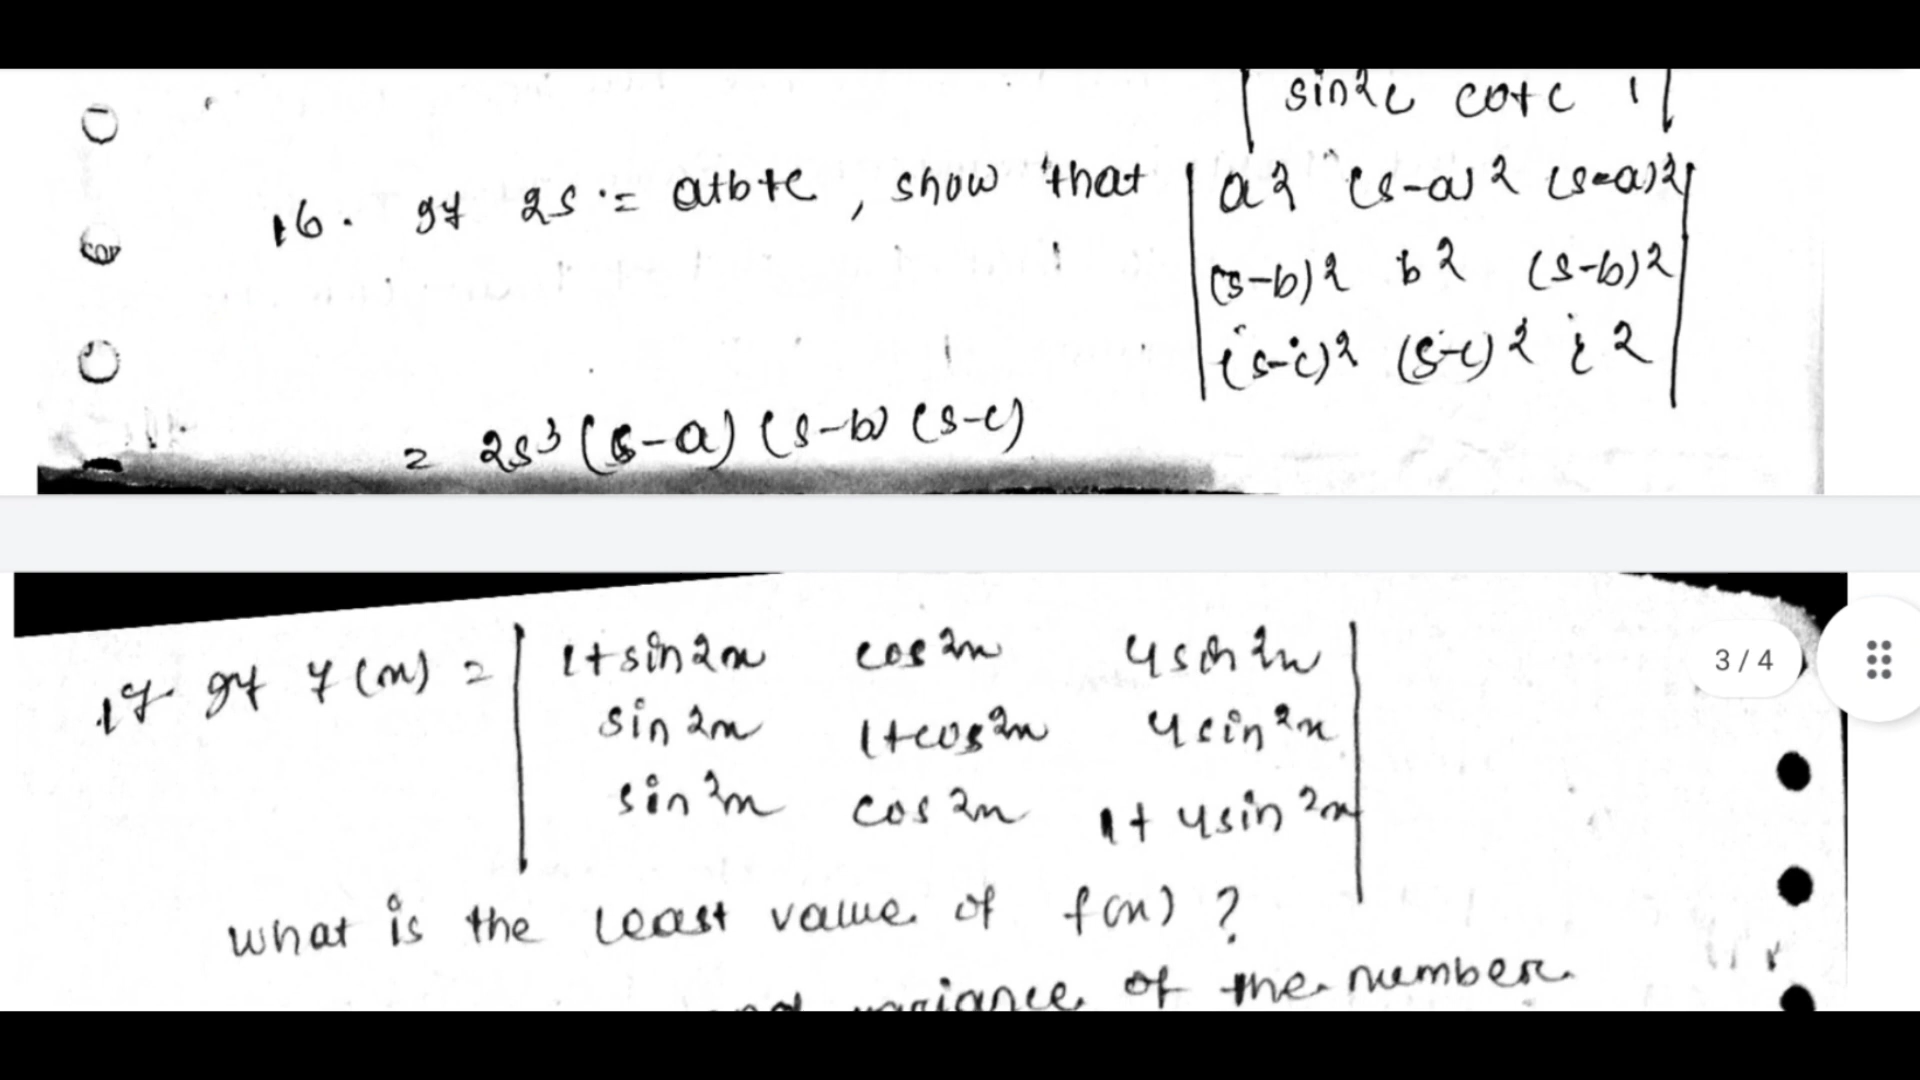 | sin²c cotc 1 |
16. If 2s = a+b+c, show that | a² (s-a)² (s-a)² |
| (s-b)² b² (s-b)² |
| (s-c)² (s-c)² c² |
= 2s³ (s-a) (s-b) (s-c)
17. If f(x) = | 1+sin²x cos²x 4sin2x |
| sin²x 1+cos²x 4sin²x |
| sin²x cos²x 1+4sin²x |
3 / 4
what is the least value of f(x) ?
variance of the number